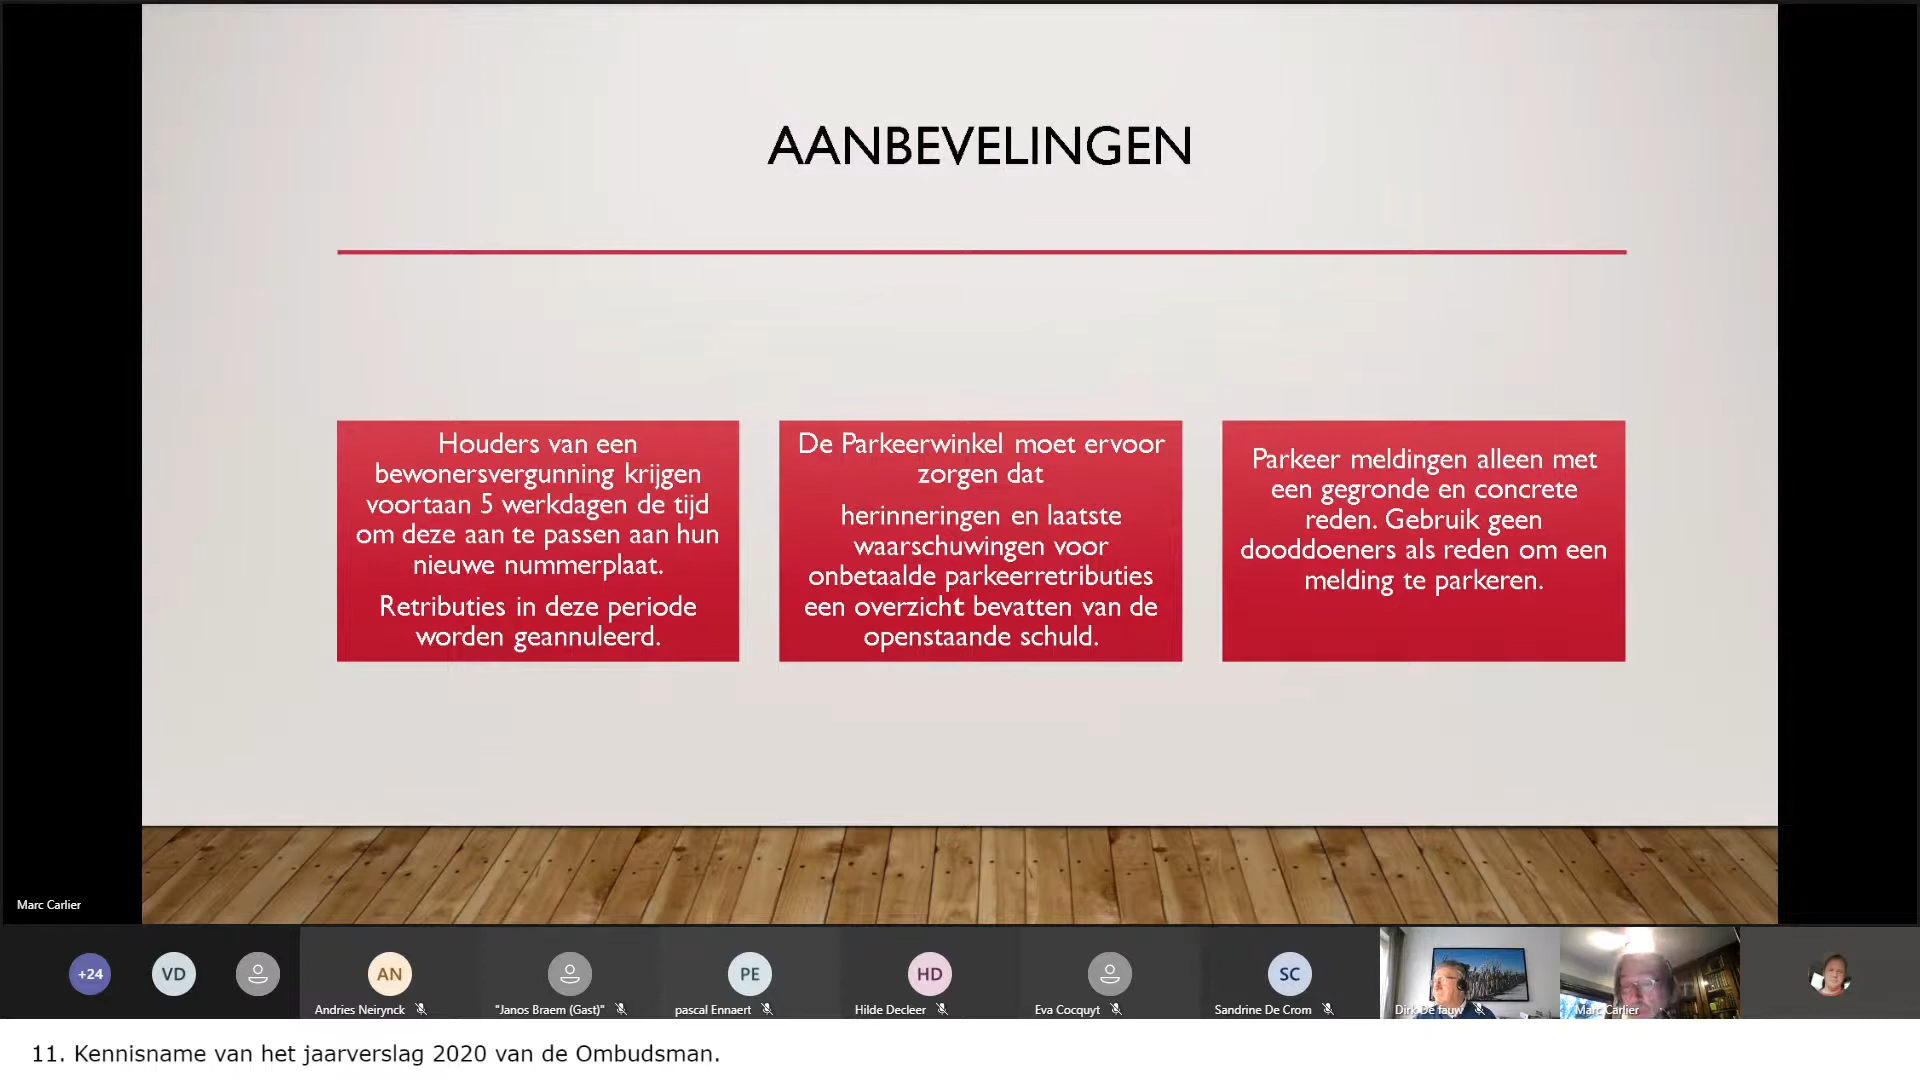 AANBEVELINGEN
Houders van een
bewonersvergunning krijgen
voortaan 5 werkdagen de tijd
om deze aan te passen aan hun
nieuwe nummerplaat.
Retributies in deze periode
worden geannuleerd.
De Parkeerwinkel moet ervoor
zorgen dat
herinneringen en laatste
waarschuwingen voor
onbetaalde parkeerretributies
een overzicht bevatten van de
openstaande schuld.
Parkeer meldingen alleen met
een gegronde en concrete
reden. Gebruik geen
dooddoeners als reden om een
melding te parkeren.
Marc Carlier
+24
VD
AN
PE
HD
SC
Andries Neirynck
"Janos Braem (Gast)"
pascal Ennaert
Hilde Decleer
Eva Cocquyt
Sandrine De Crom
Dirk De fauw
Marc Carlier
11. Kennisname van het jaarverslag 2020 van de Ombudsman.